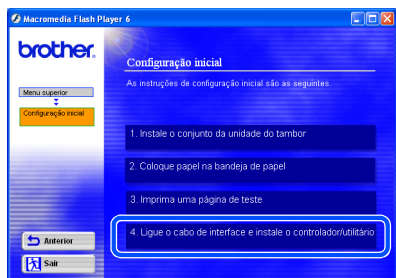 Macromedia Flash Player 6
brother.
Configuração inicial
As instruções de configuração inicial são as seguintes.
Menu superior
Configuração inicial
1. Instale o conjunto da unidade do tambor
2. Coloque papel na bandeja de papel
3. Imprima uma página de teste
4. Ligue o cabo de interface e instale o controlador/utilitário
Anterior
Sair